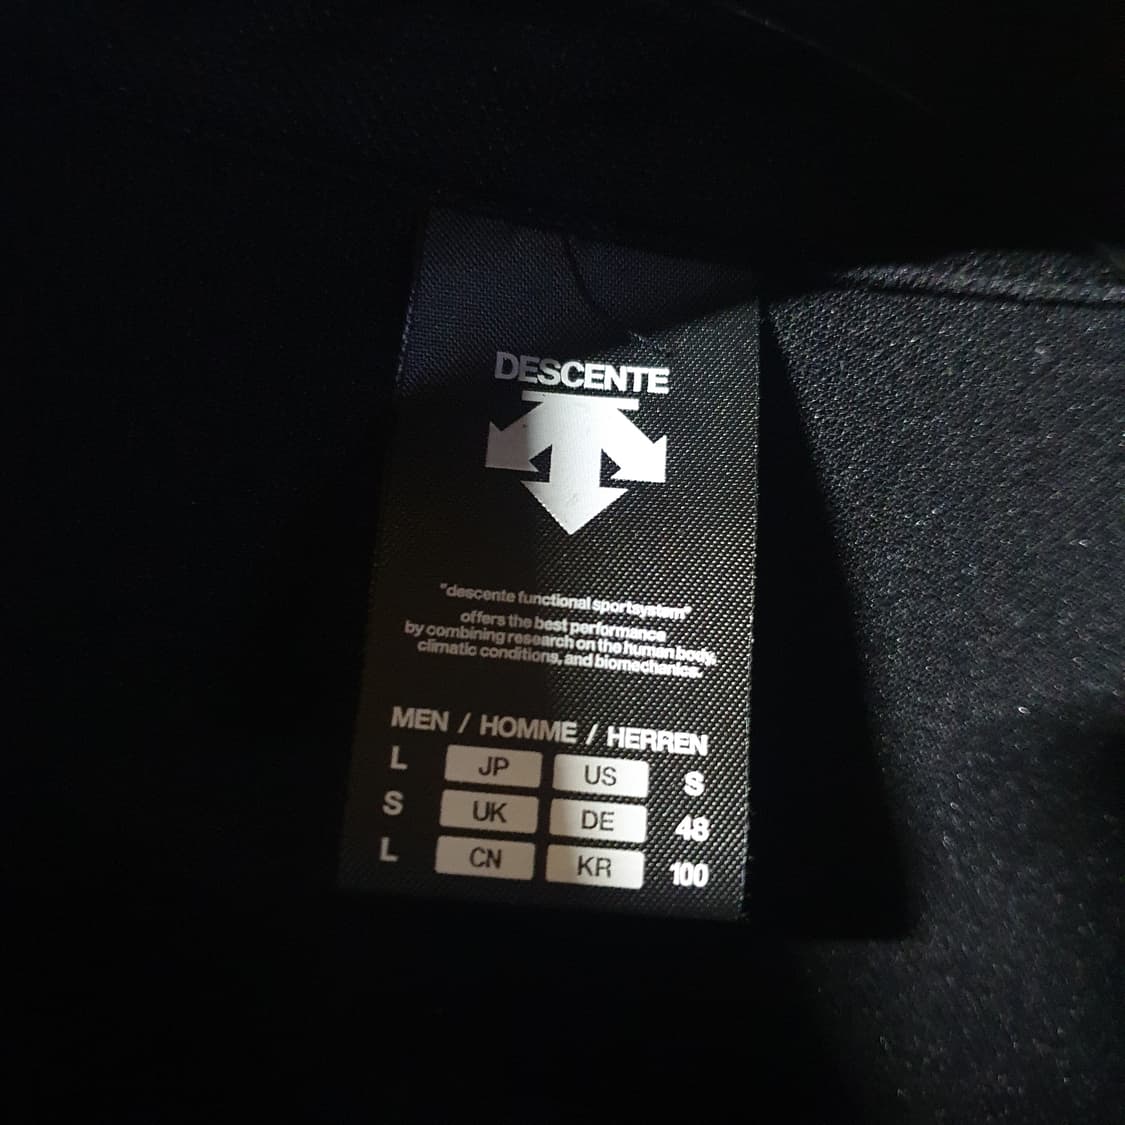 DESCENTE
"descente functional sportsystem"
offers the best performance
by combining research on the human body,
climatic conditions, and biomechanics.
MEN / HOMME / HERREN
L JP US S
S UK DE 48
L CN KR 100